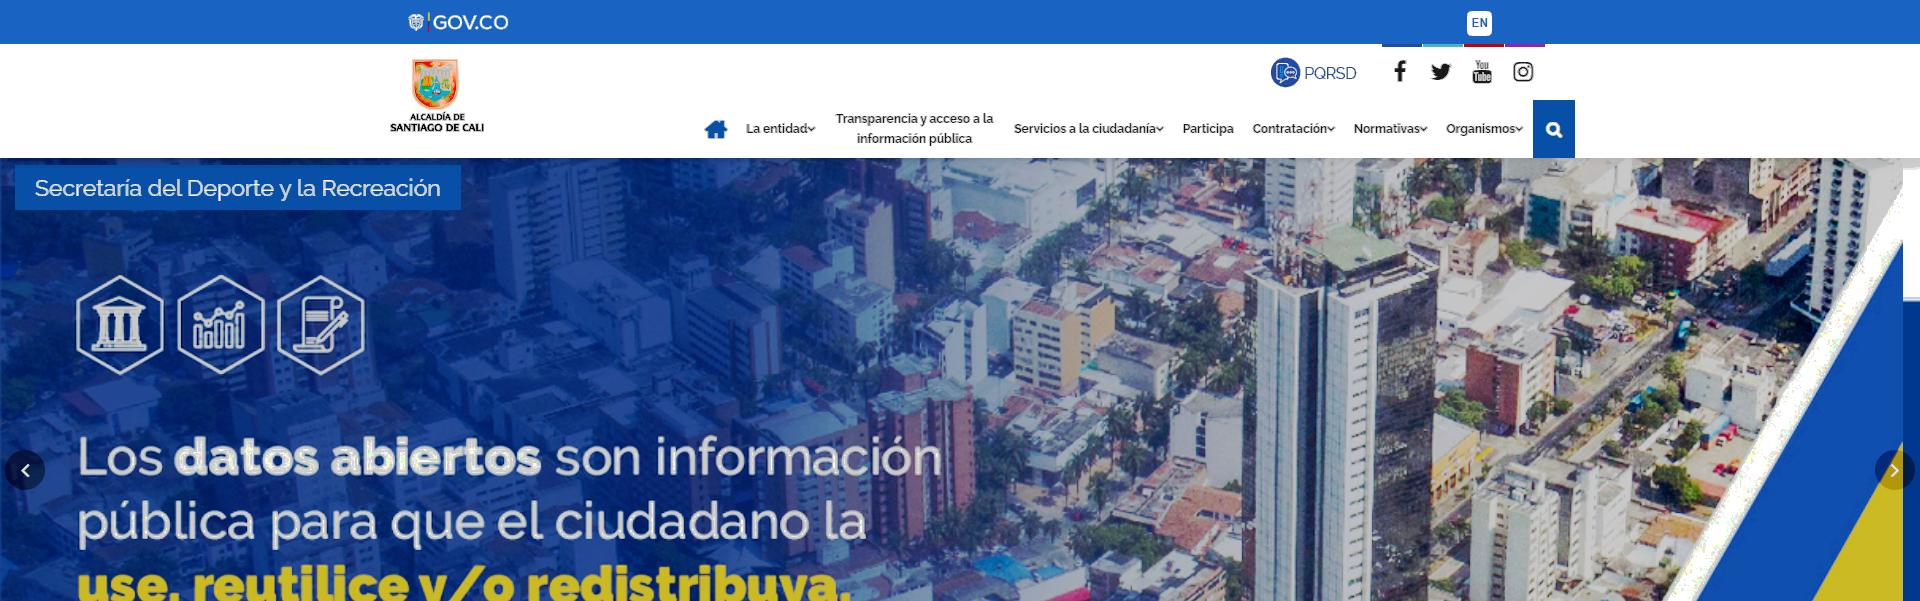 GOV.CO
EN
ALCALDÍA DE
SANTIAGO DE CALI
PQRSD
You
Tube
La entidad
Transparencia y acceso a la
información pública
Servicios a la ciudadanía
Participa
Contratación
Normativas
Organismos
Secretaría del Deporte y la Recreación
Los datos abiertos son información
pública para que el ciudadano la
use, reutilice y/o redistribuya.